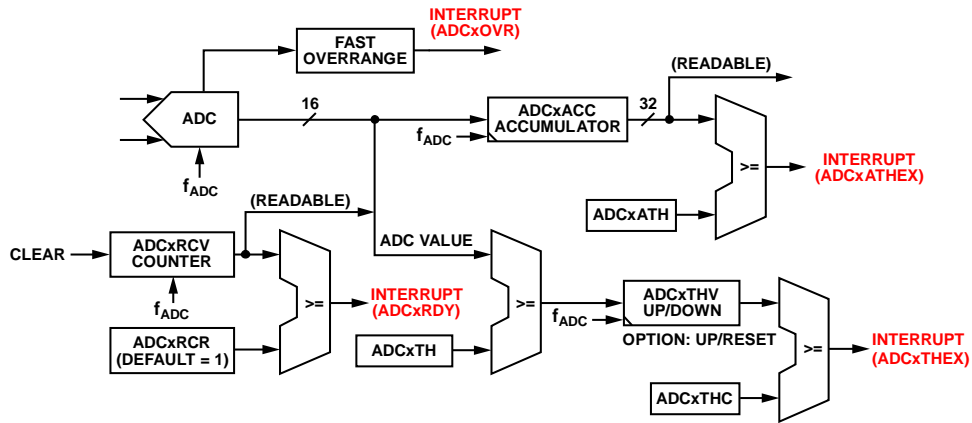 INTERRUPT
(ADCxOVR)
FAST
OVERRANGE
(READABLE)
ADC
16
ADCxACC
ACCUMULATOR
32
fADC
fADC
>=
INTERRUPT
(ADCxATHEX)
(READABLE)
ADCxATH
CLEAR
ADCxRCV
COUNTER
ADC VALUE
fADC
>=
INTERRUPT
(ADCxRDY)
>=
ADCxTHV
UP/DOWN
fADC
OPTION: UP/RESET
ADCxRCR
(DEFAULT = 1)
ADCxTH
>=
INTERRUPT
(ADCxTHEX)
ADCxTHC